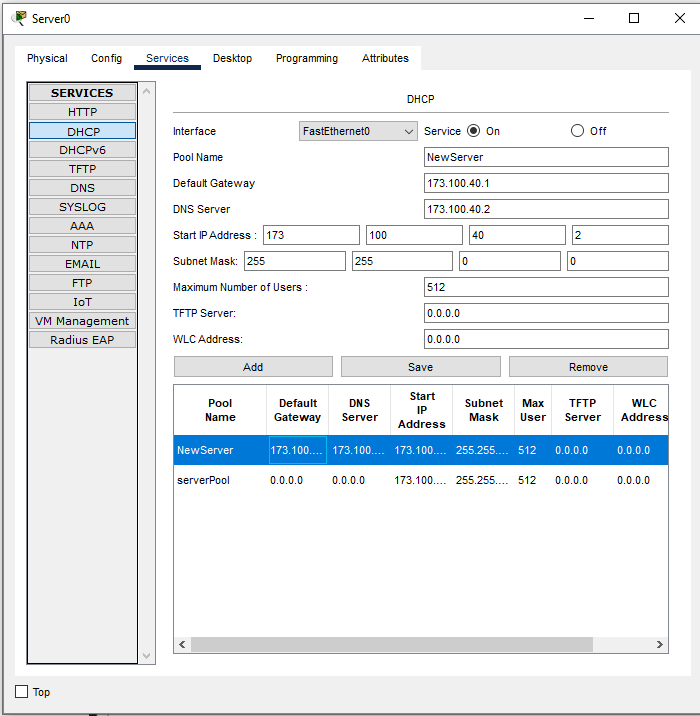 Server0
Physical Config Services Desktop Programming Attributes
SERVICES
HTTP
DHCP
DHCPv6
TFTP
DNS
SYSLOG
AAA
NTP
EMAIL
FTP
IoT
VM Management
Radius EAP
DHCP
Interface FastEthernet0 Service On Off
Pool Name NewServer
Default Gateway 173.100.40.1
DNS Server 173.100.40.2
Start IP Address : 173 100 40 2
Subnet Mask: 255 255 0 0
Maximum Number of Users : 512
TFTP Server: 0.0.0.0
WLC Address: 0.0.0.0
Add Save Remove
Pool Name Default Gateway DNS Server Start IP Address Subnet Mask Max User TFTP Server WLC Address
NewServer 173.100.... 173.100.... 173.100.... 255.255.... 512 0.0.0.0 0.0.0.0
serverPool 0.0.0.0 0.0.0.0 173.100.... 255.255.... 512 0.0.0.0 0.0.0.0
Top